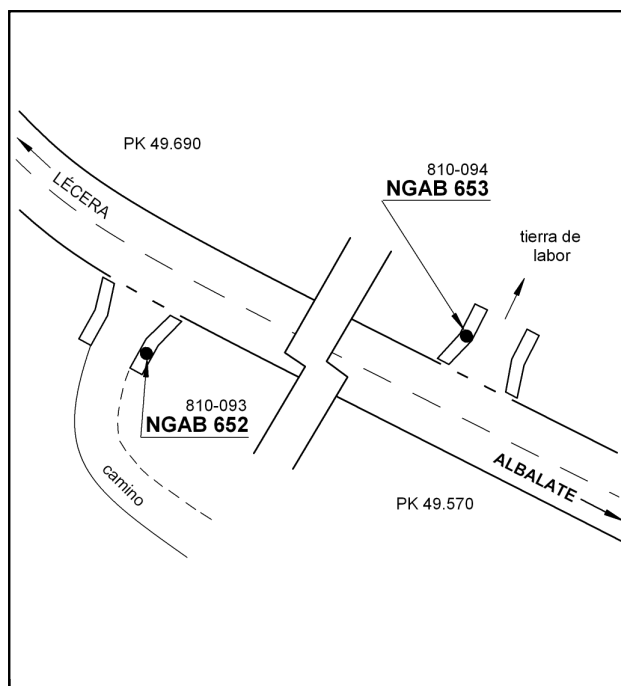 PK 49.690
LÉCERA
810-094
NGAB 653
tierra de
labor
810-093
NGAB 652
camino
ALBALATE
PK 49.570